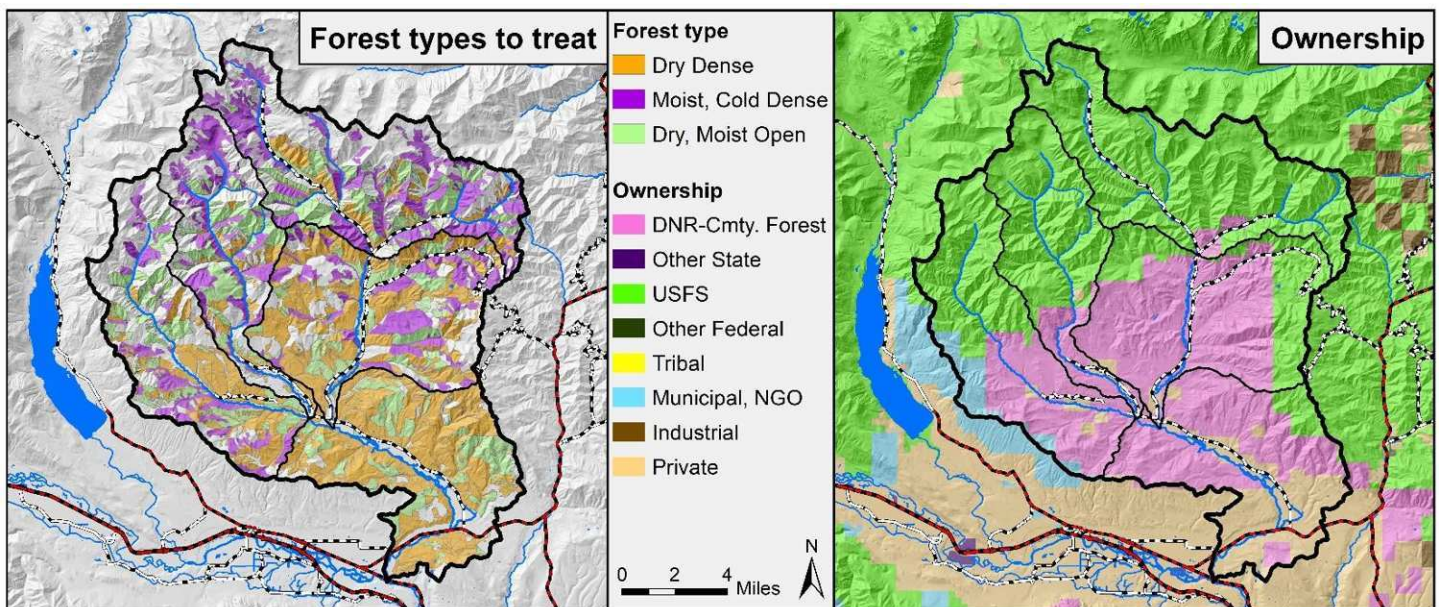 Forest types to treat
Forest type
Dry Dense
Moist, Cold Dense
Dry, Moist Open
Ownership
DNR-Cmty. Forest
Other State
USFS
Other Federal
Tribal
Municipal, NGO
Industrial
Private
N
0 2 4
Miles
Ownership